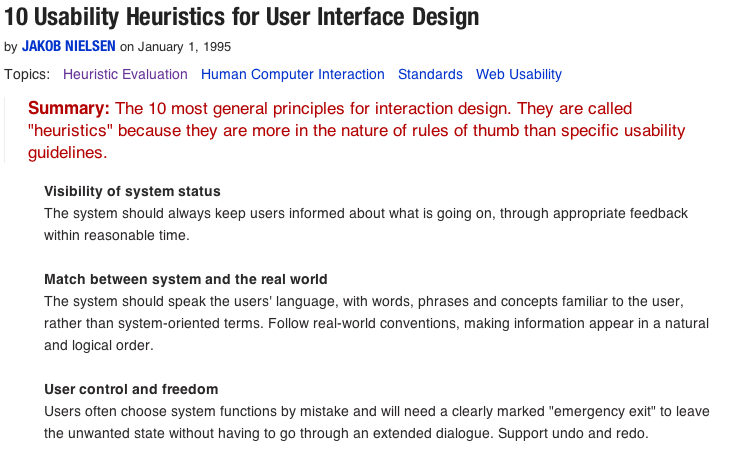 10 Usability Heuristics for User Interface Design
by JAKOB NIELSEN on January 1, 1995
Topics: Heuristic Evaluation Human Computer Interaction Standards Web Usability
Summary: The 10 most general principles for interaction design. They are called
"heuristics" because they are more in the nature of rules of thumb than specific usability
guidelines.
Visibility of system status
The system should always keep users informed about what is going on, through appropriate feedback
within reasonable time.
Match between system and the real world
The system should speak the users' language, with words, phrases and concepts familiar to the user,
rather than system-oriented terms. Follow real-world conventions, making information appear in a natural
and logical order.
User control and freedom
Users often choose system functions by mistake and will need a clearly marked "emergency exit" to leave
the unwanted state without having to go through an extended dialogue. Support undo and redo.